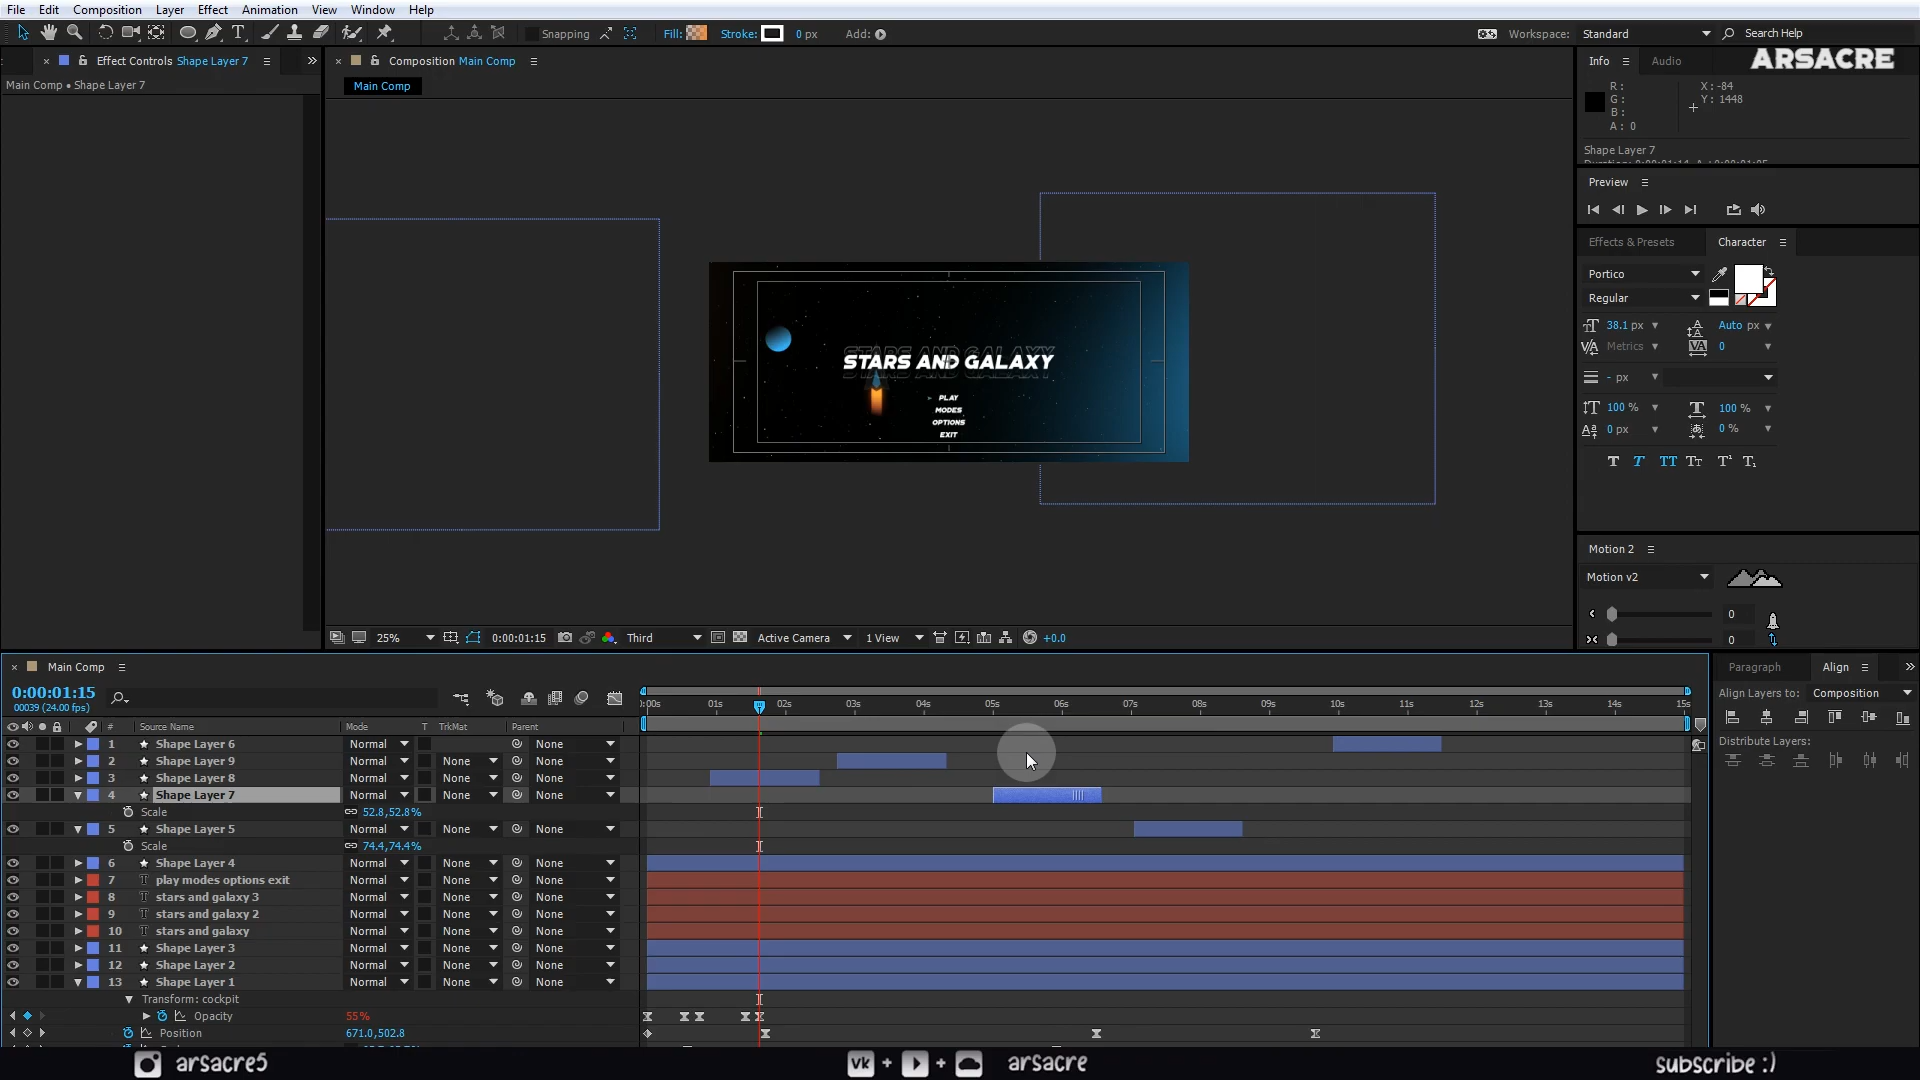 File Edit Composition Layer Effect Animation View Window Help
Snapping Fill: Stroke: 0 px Add: Workspace: Standard Search Help
Effect Controls Shape Layer 7
Composition Main Comp
Info Audio ARSACRE
Main Comp • Shape Layer 7
Main Comp
R :
G :
B :
A : 0
X : -84
Y : 1448
Shape Layer 7
Preview
Effects & Presets Character
Portico
Regular
38.1 px Auto px
Metrics 0
- px
100 % 100 %
0 px 0 %
T T TT Tt T¹ T₁
STARS AND GALAXY
PLAY
MODES
OPTIONS
EXIT
Motion 2
Motion v2
0
0
25% 0:00:01:15 Third Active Camera 1 View +0.0
Main Comp
Paragraph Align
0:00:01:15
00039 (24.00 fps)
Align Layers to: Composition
Distribute Layers:
:00s 01s 02s 03s 04s 05s 06s 07s 08s 09s 10s 11s 12s 13s 14s 15s
# Source Name Mode T TrkMat Parent
1 Shape Layer 6 Normal None
2 Shape Layer 9 Normal None None
3 Shape Layer 8 Normal None None
4 Shape Layer 7 Normal None None
Scale 52.8,52.8%
5 Shape Layer 5 Normal None None
Scale 74.4,74.4%
6 Shape Layer 4 Normal None None
7 play modes options exit Normal None None
8 stars and galaxy 3 Normal None None
9 stars and galaxy 2 Normal None None
10 stars and galaxy Normal None None
11 Shape Layer 3 Normal None None
12 Shape Layer 2 Normal None None
13 Shape Layer 1 Normal None None
Transform: cockpit
Opacity 55%
Position 671.0,502.8
arsacre5 vk + + arsacre subscribe :)